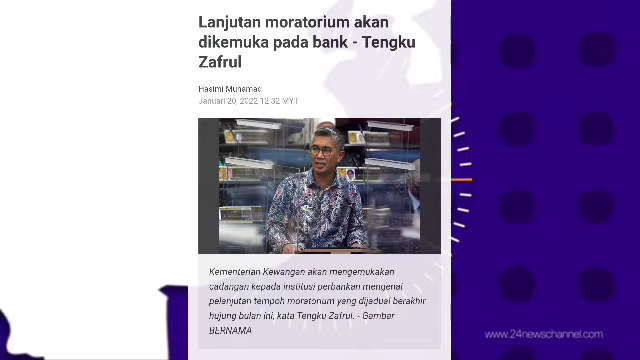 Lanjutan moratorium akan
dikemuka pada bank - Tengku
Zafrul
Hasimi Muhamad
Januari 20, 2022 12:32 MYT
Kementerian Kewangan akan mengemukakan
cadangan kepada institusi perbankan mengenai
pelanjutan tempoh moratorium yang dijadual berakhir
hujung bulan ini, kata Tengku Zafrul. - Gambar
BERNAMA
www.24newschannel.com